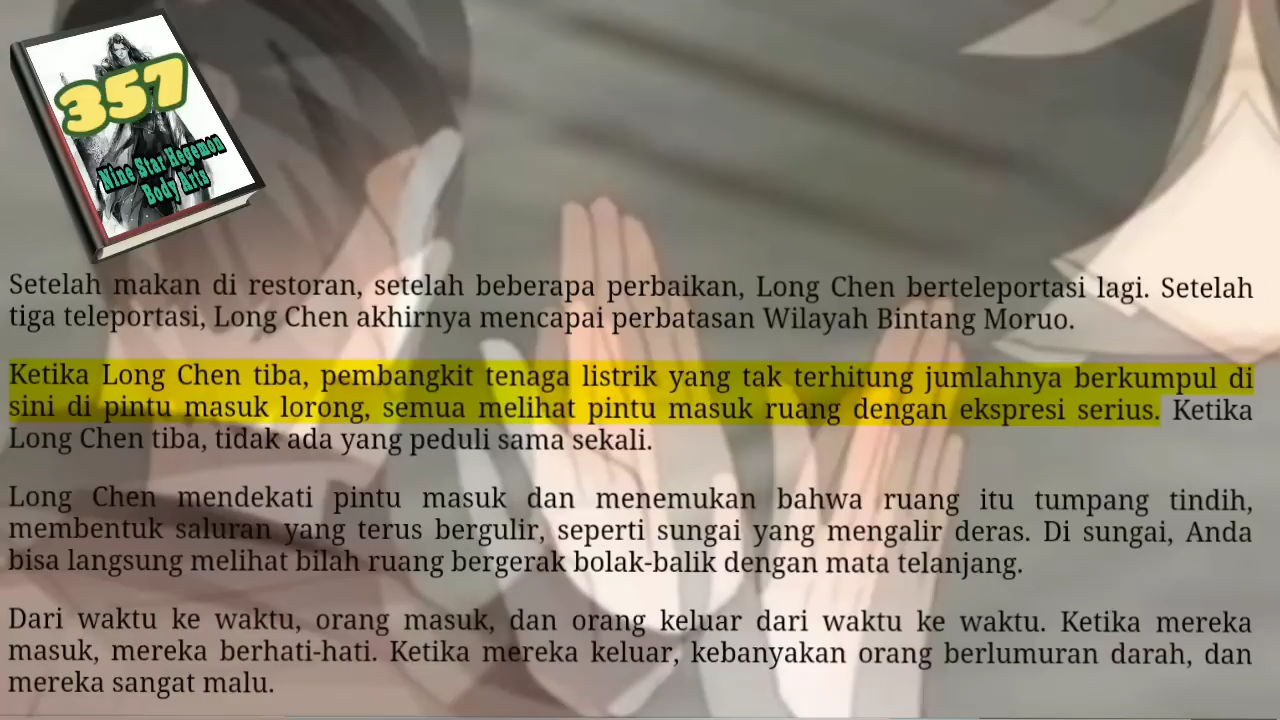 357
Nine Star Hegemon
Body Arts
Setelah makan di restoran, setelah beberapa perbaikan, Long Chen berteleportasi lagi. Setelah
tiga teleportasi, Long Chen akhirnya mencapai perbatasan Wilayah Bintang Moruo.
Ketika Long Chen tiba, pembangkit tenaga listrik yang tak terhitung jumlahnya berkumpul di
sini di pintu masuk lorong, semua melihat pintu masuk ruang dengan ekspresi serius. Ketika
Long Chen tiba, tidak ada yang peduli sama sekali.
Long Chen mendekati pintu masuk dan menemukan bahwa ruang itu tumpang tindih,
membentuk saluran yang terus bergulir, seperti sungai yang mengalir deras. Di sungai, Anda
bisa langsung melihat bilah ruang bergerak bolak-balik dengan mata telanjang.
Dari waktu ke waktu, orang masuk, dan orang keluar dari waktu ke waktu. Ketika mereka
masuk, mereka berhati-hati. Ketika mereka keluar, kebanyakan orang berlumuran darah, dan
mereka sangat malu.